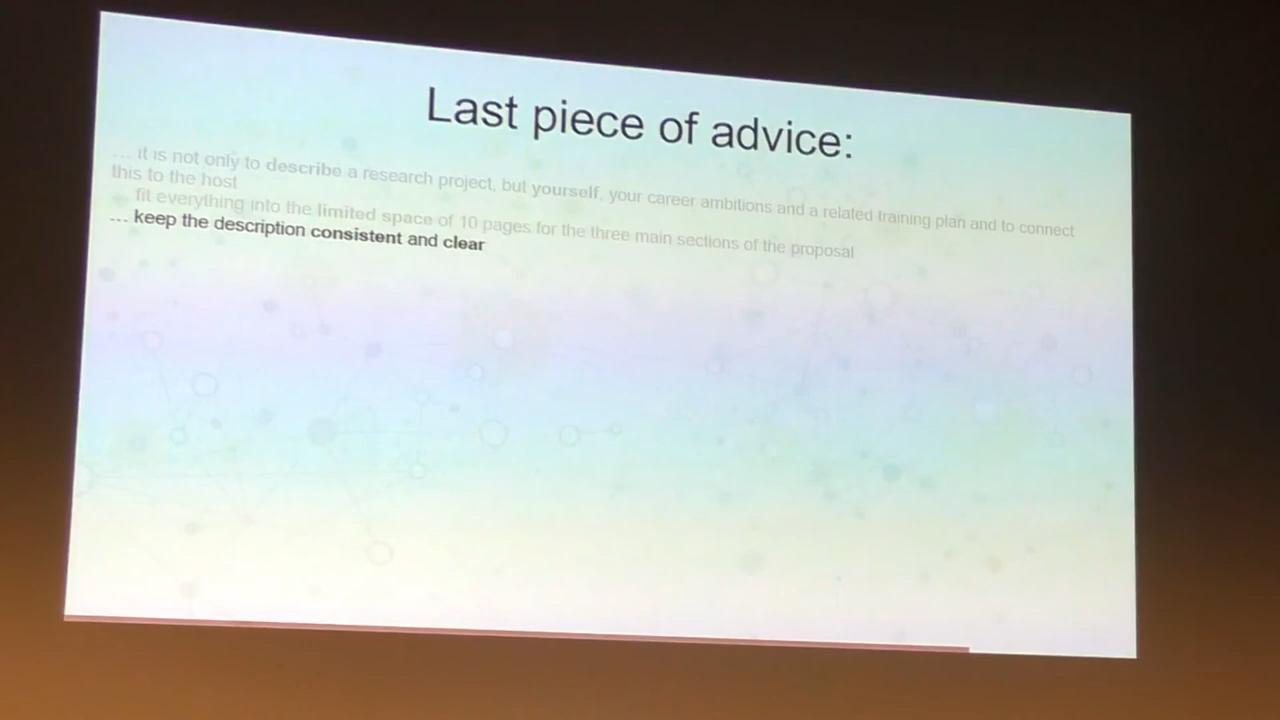 Last piece of advice:
... it is not only to describe a research project, but yourself, your career ambitions and a related training plan and to connect
this to the host
... fit everything into the limited space of 10 pages for the three main sections of the proposal
... keep the description consistent and clear